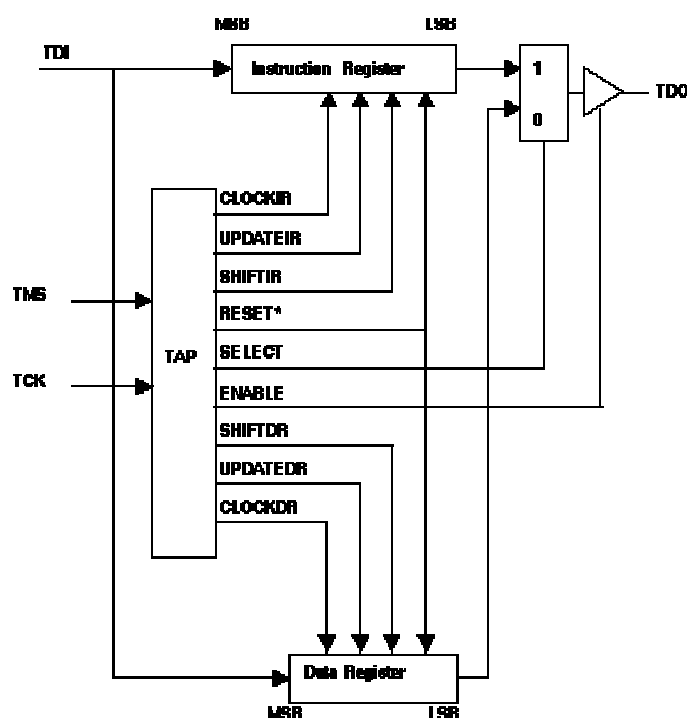 MSB LSB
TDI
Instruction Register
1
TDO
0
CLOCKIR
UPDATEIR
SHIFTIR
TMS
RESET*
TAP
SELECT
TCK
ENABLE
SHIFTDR
UPDATEDR
CLOCKDR
Data Register
MSB LSB